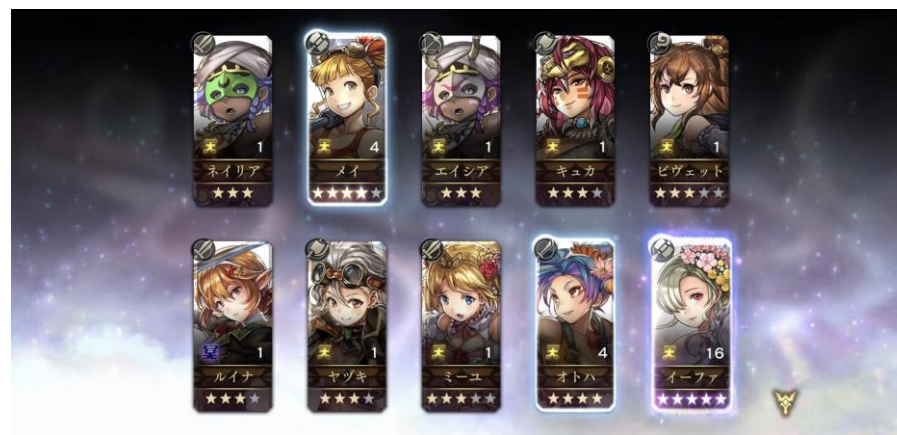 天 1 天 4 天 1 天 1 天 1
ネイリア メイ エイシア キュカ ビヴェット
冥 1 天 1 天 1 天 4 天 16
ルイナ ヤヅキ ミーユ オトハ イーファ